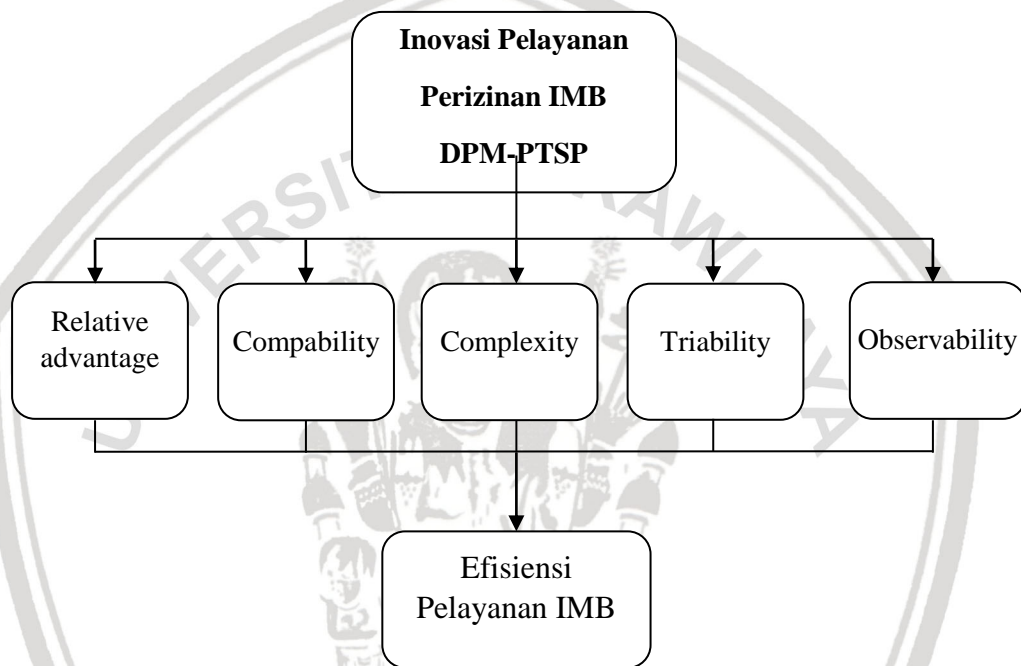 Inovasi Pelayanan
Perizinan IMB
DPM-PTSP
Relative
advantage
Compability
Complexity
Triability
Observability
Efisiensi
Pelayanan IMB